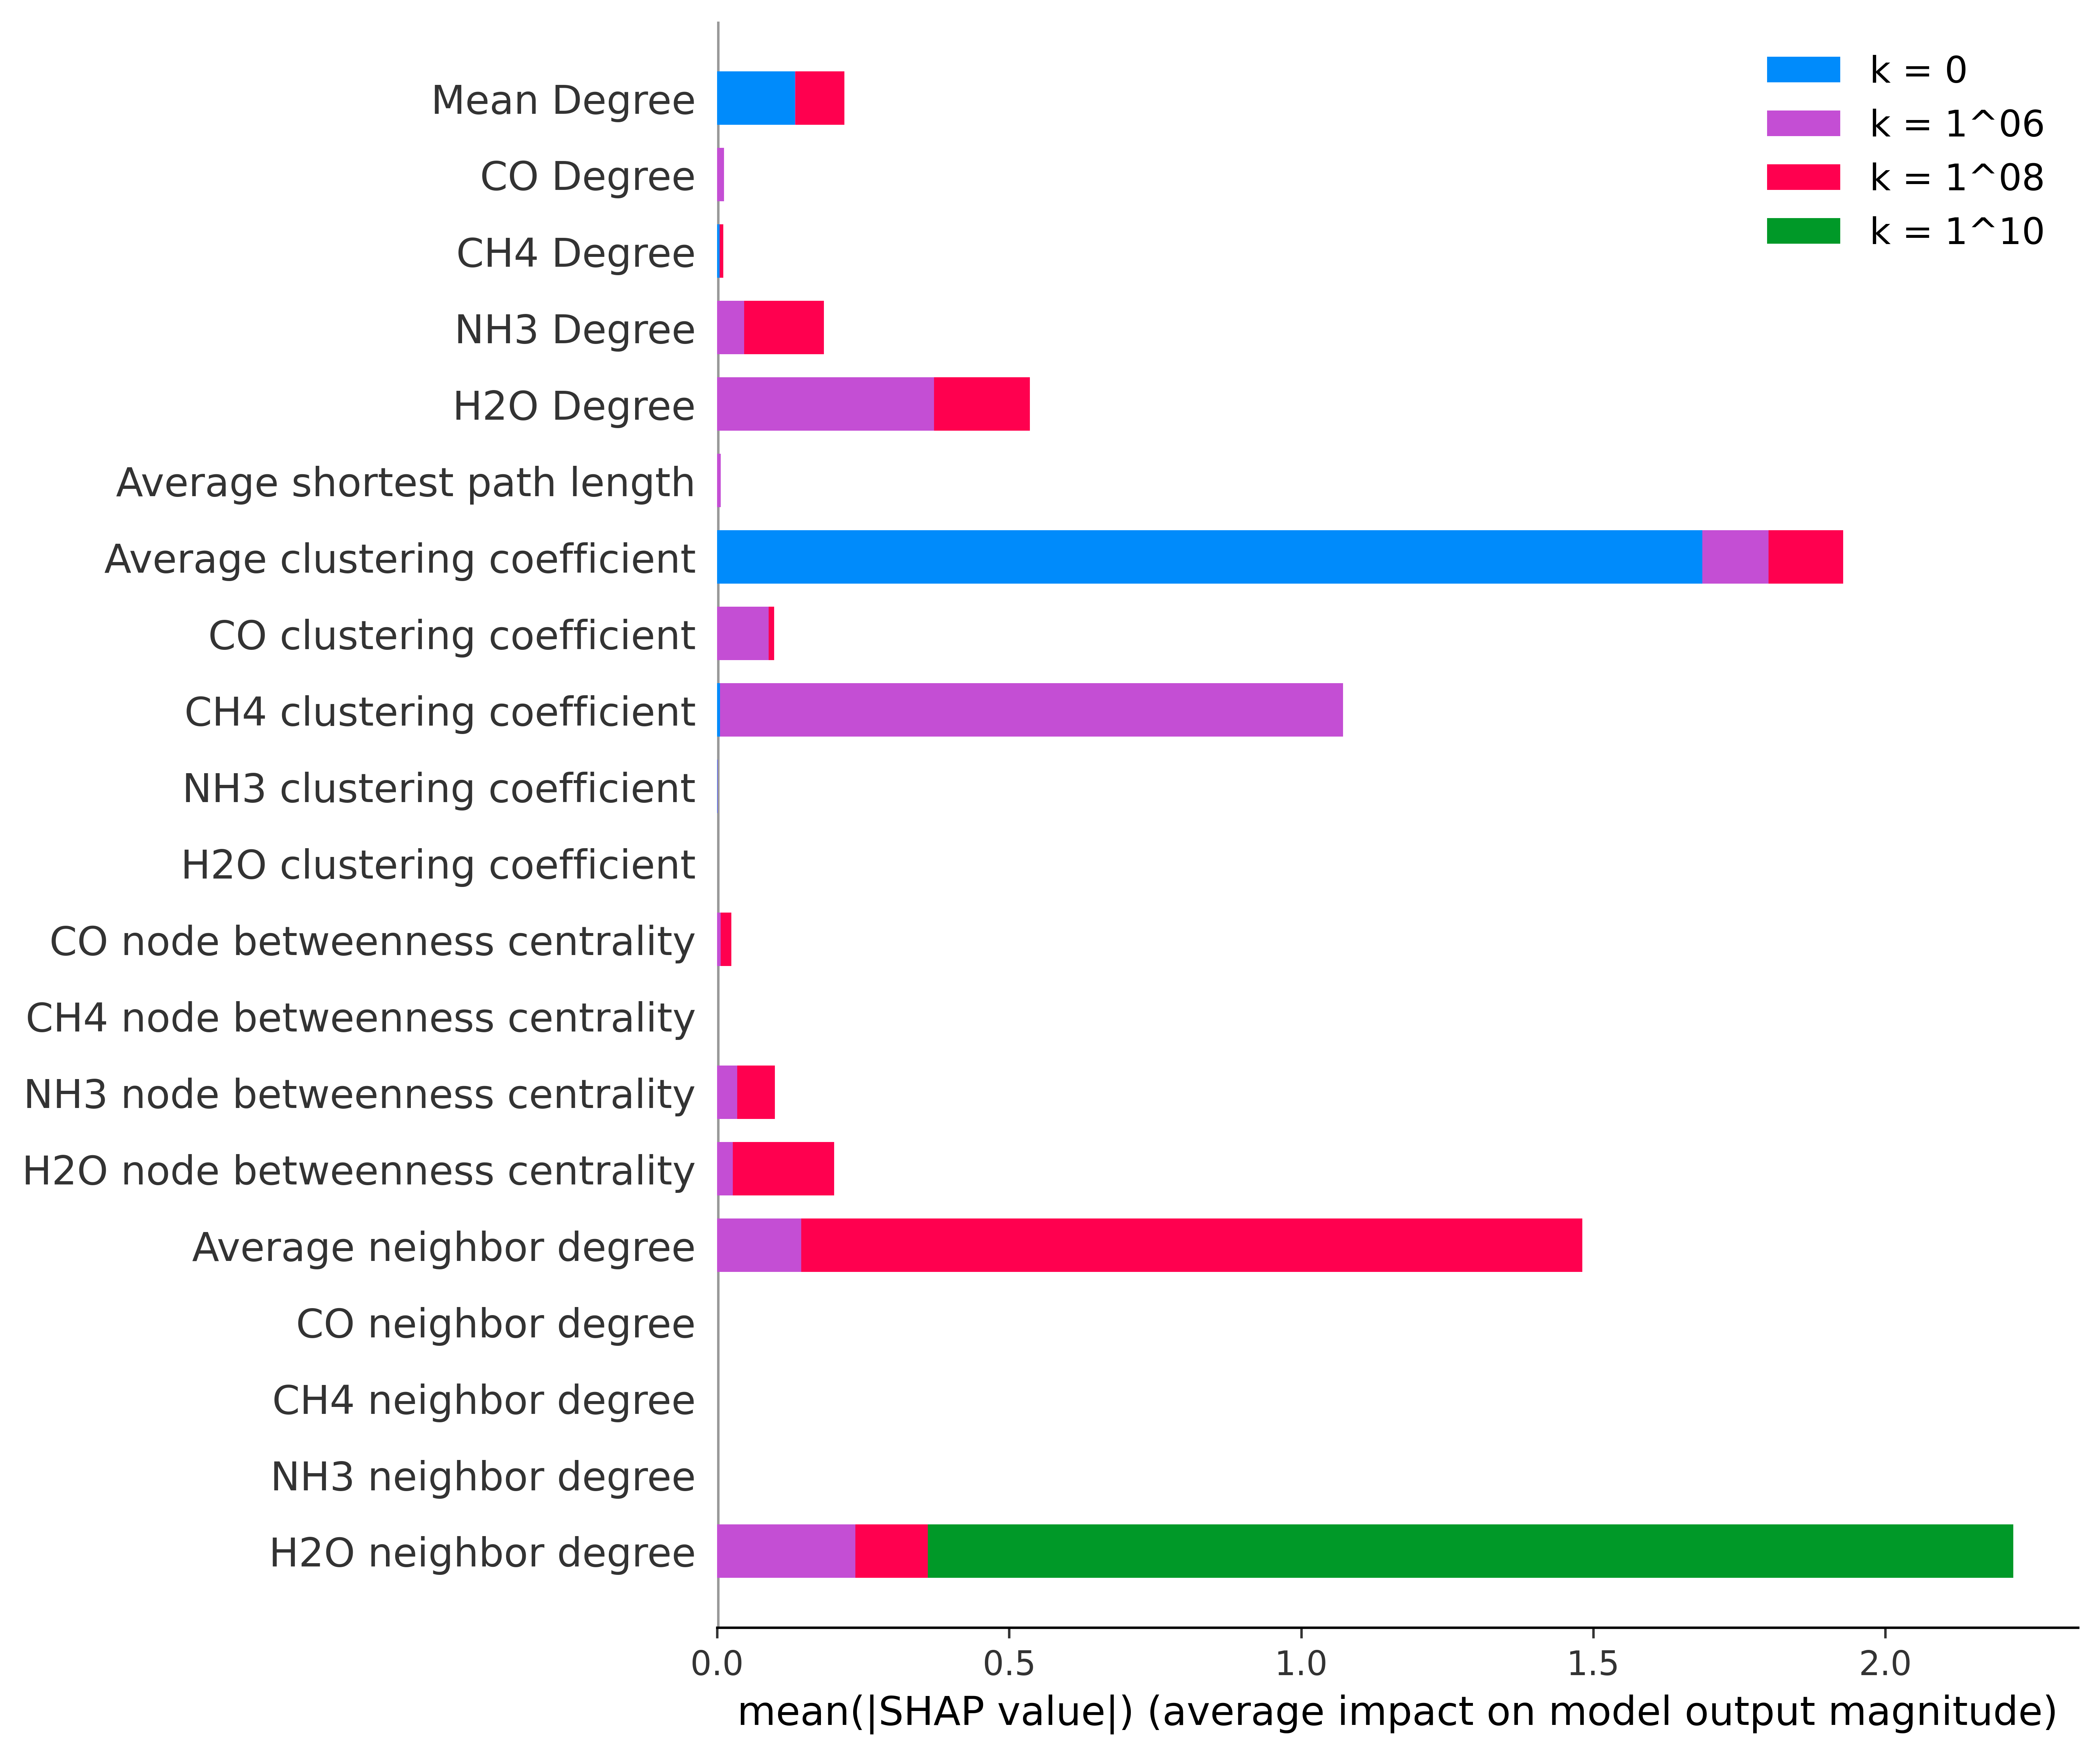 Mean Degree
CO Degree
CH4 Degree
NH3 Degree
H2O Degree
Average shortest path length
Average clustering coefficient
CO clustering coefficient
CH4 clustering coefficient
NH3 clustering coefficient
H2O clustering coefficient
CO node betweenness centrality
CH4 node betweenness centrality
NH3 node betweenness centrality
H2O node betweenness centrality
Average neighbor degree
CO neighbor degree
CH4 neighbor degree
NH3 neighbor degree
H2O neighbor degree
k = 0
k = 1^06
k = 1^08
k = 1^10
0.0 0.5 1.0 1.5 2.0
mean(|SHAP value|) (average impact on model output magnitude)